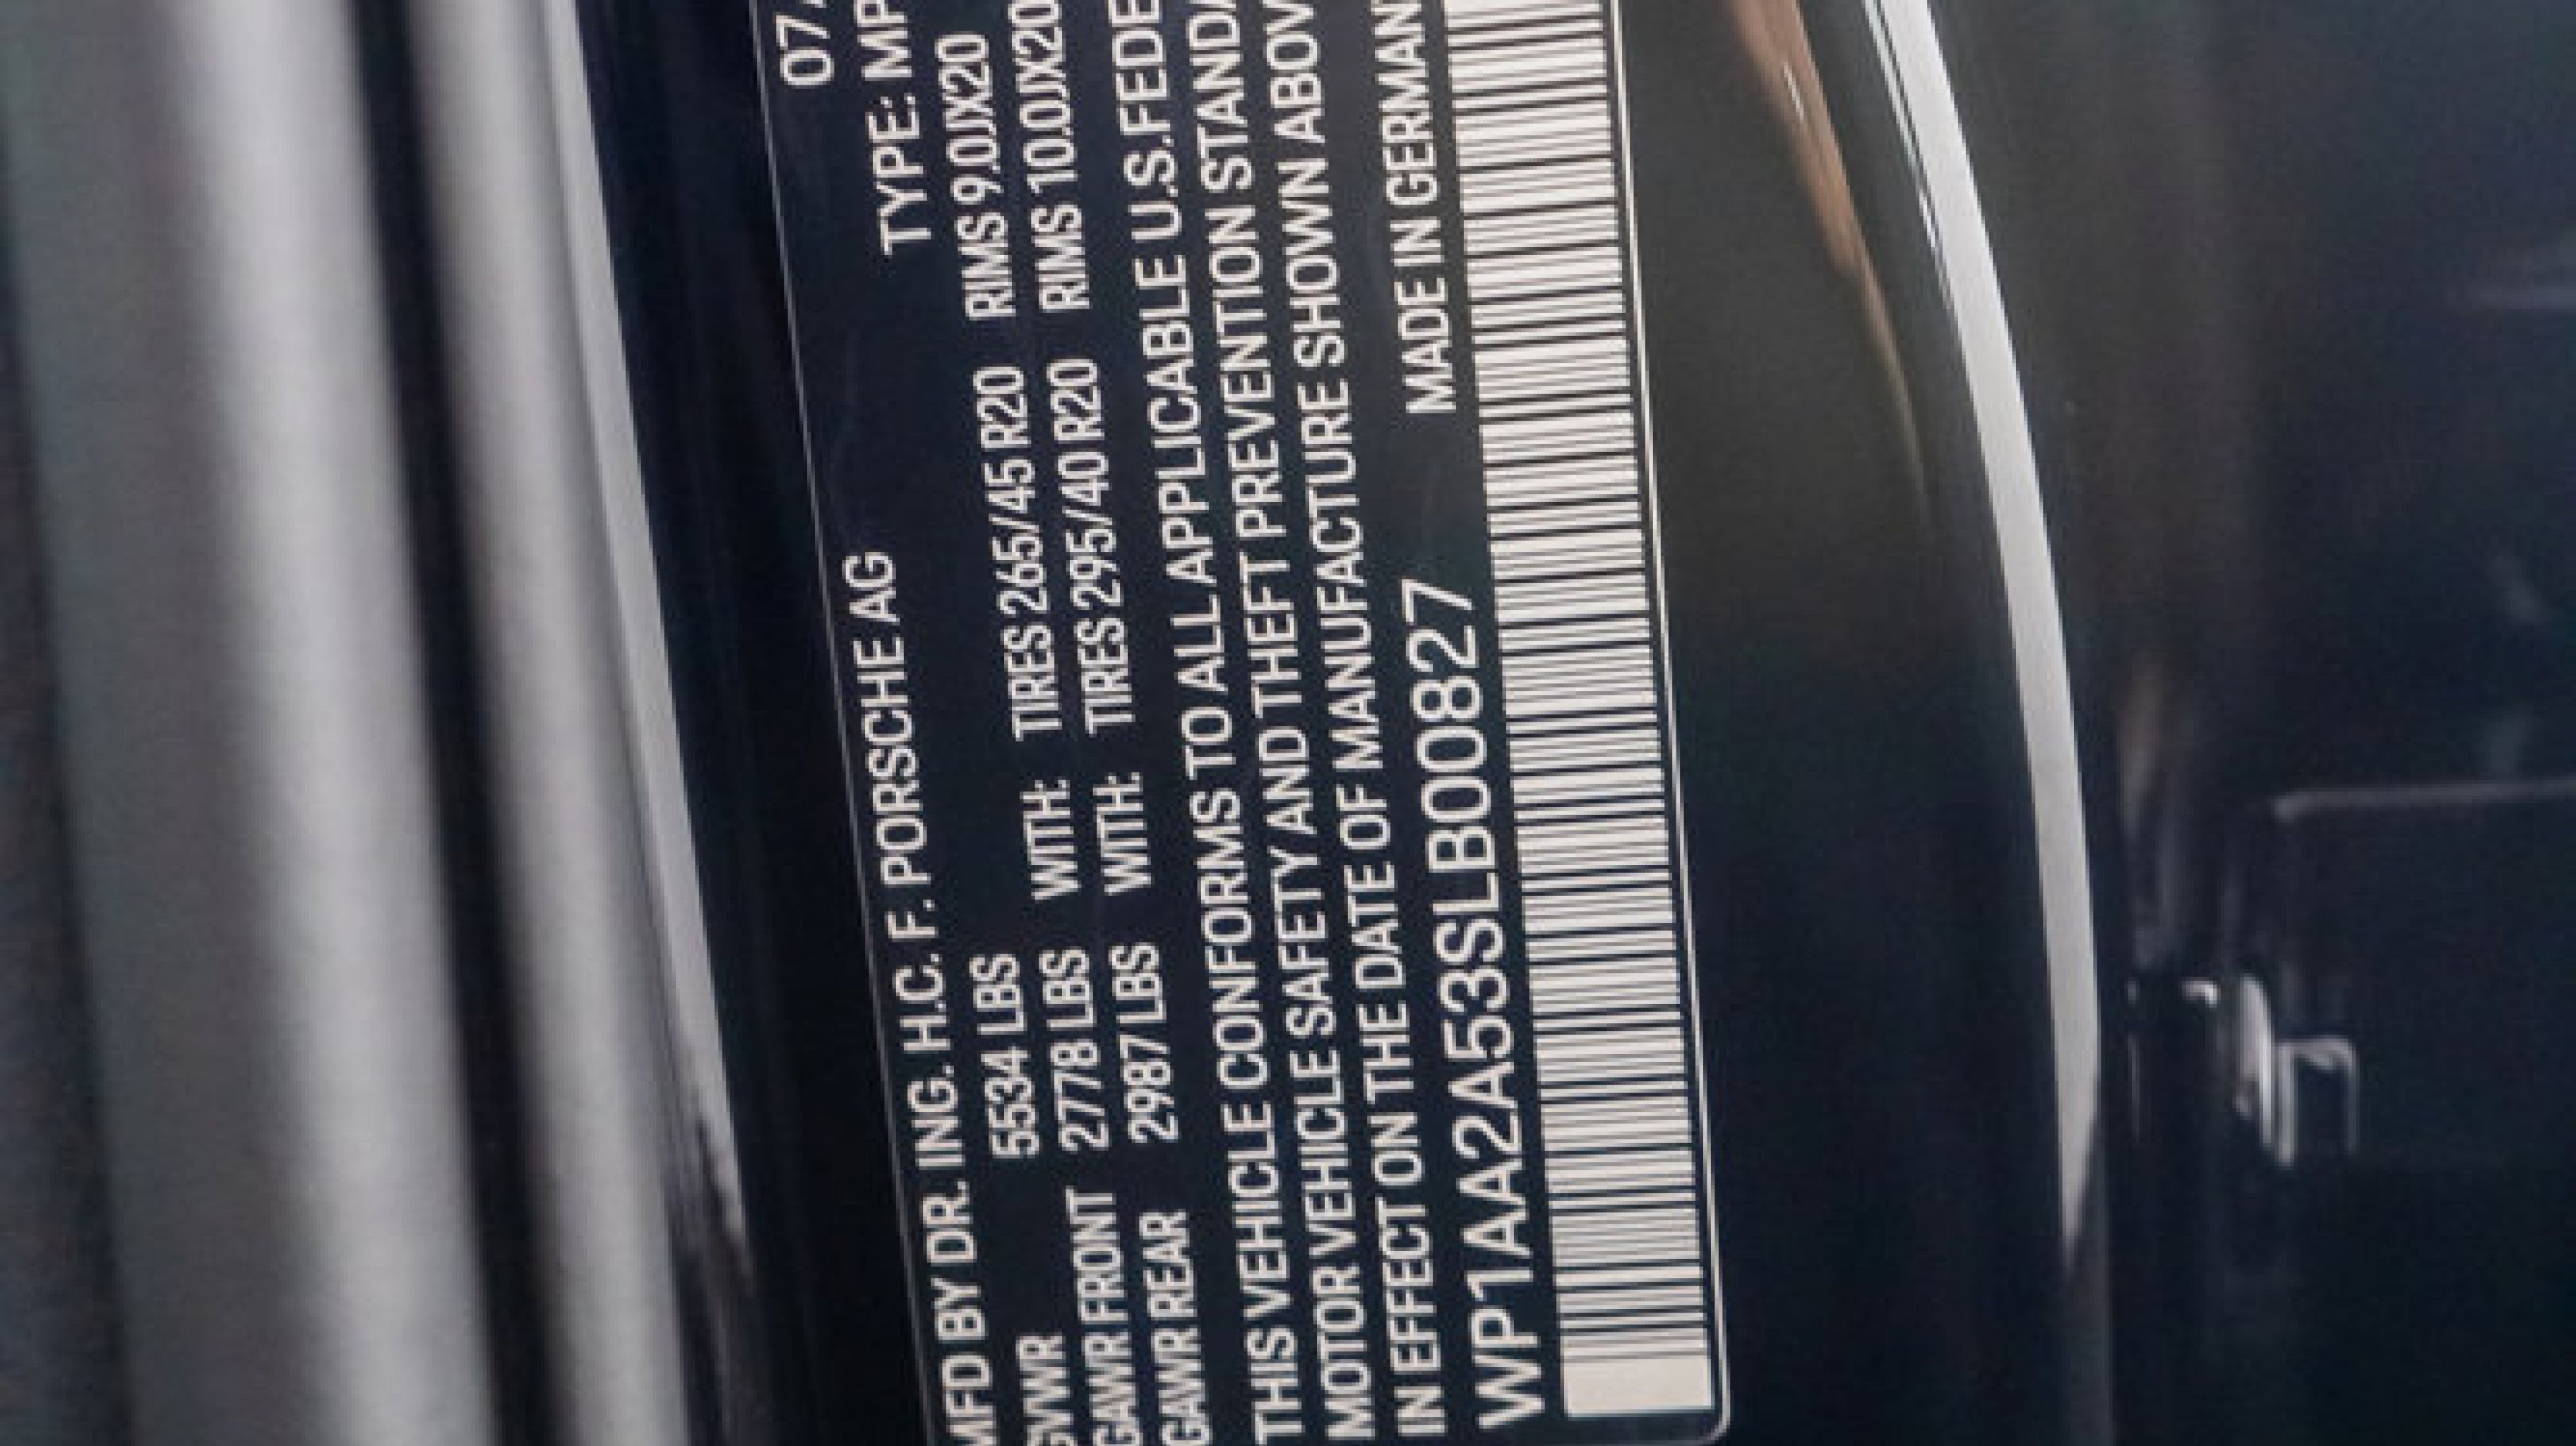 07
MFD BY DR. ING. H.C. F. PORSCHE AG TYPE: MP
GVWR 5534 LBS
GAWR FRONT 2778 LBS WITH: TIRES 265/45 R20 RIMS 9.0JX20
GAWR REAR 2987 LBS WITH: TIRES 295/40 R20 RIMS 10.0JX20
THIS VEHICLE CONFORMS TO ALL APPLICABLE U.S.FEDE
MOTOR VEHICLE SAFETY AND THEFT PREVENTION STANDA
IN EFFECT ON THE DATE OF MANUFACTURE SHOWN ABOV
WP1AA2A53SLB00827 MADE IN GERMAN